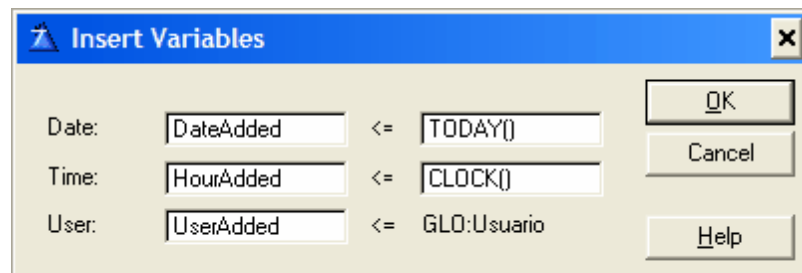 Insert Variables
Date: DateAdded <= TODAY() OK
Cancel
Time: HourAdded <= CLOCK()
User: UserAdded <= GLO:Usuario Help